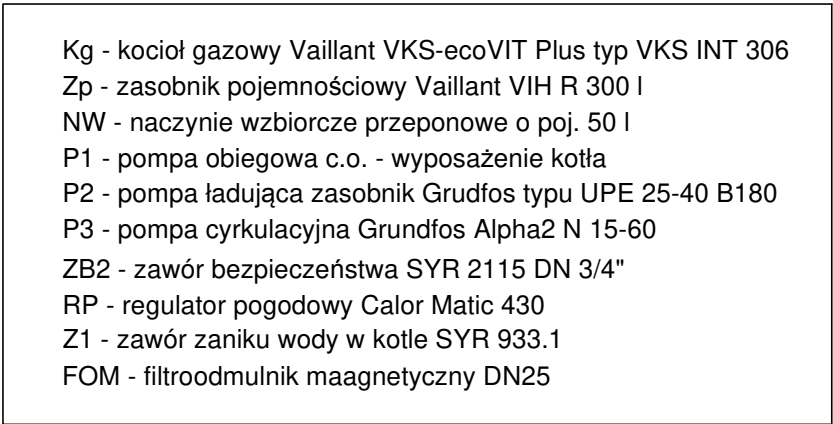 Kg - kocioł gazowy Vaillant VKS-ecoVIT Plus typ VKS INT 306
Zp - zasobnik pojemnościowy Vaillant VIH R 300 l
NW - naczynie wzbiorcze przeponowe o poj. 50 l
P1 - pompa obiegowa c.o. - wyposażenie kotła
P2 - pompa ładująca zasobnik Grudfos typu UPE 25-40 B180
P3 - pompa cyrkulacyjna Grundfos Alpha2 N 15-60
ZB2 - zawór bezpieczeństwa SYR 2115 DN 3/4"
RP - regulator pogodowy Calor Matic 430
Z1 - zawór zaniku wody w kotle SYR 933.1
FOM - filtroodmulnik maagnetyczny DN25